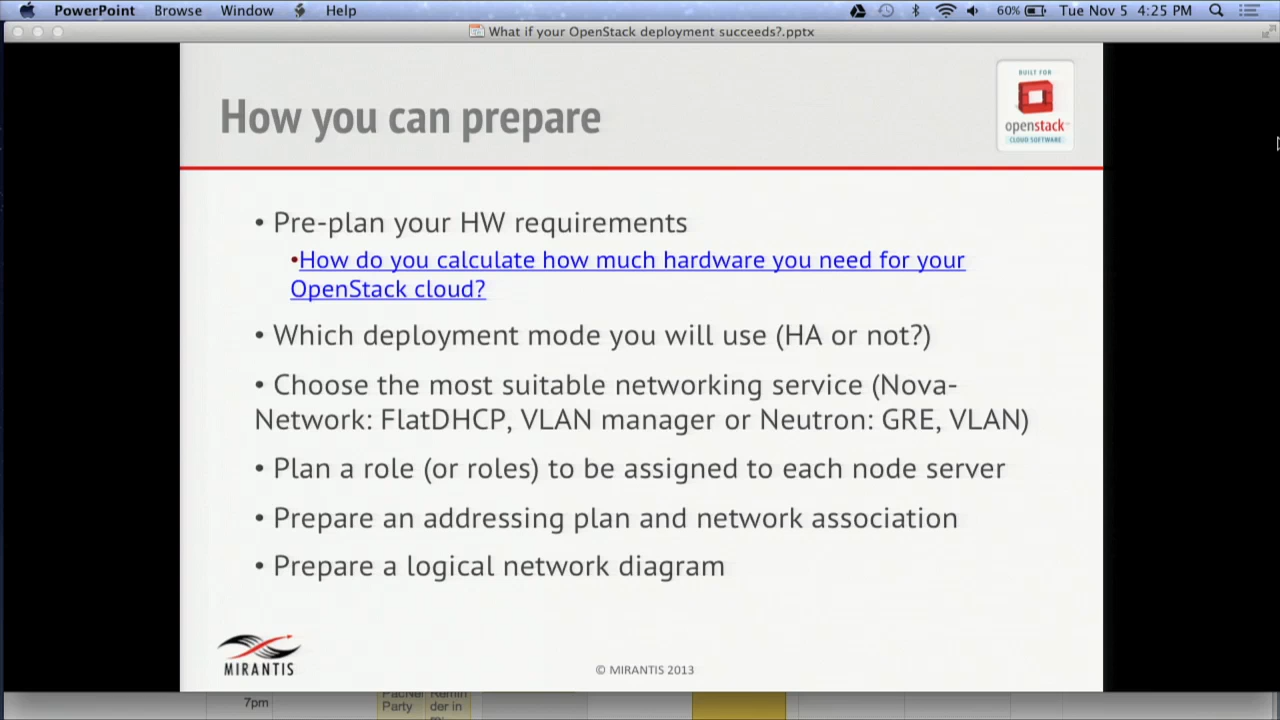 PowerPoint Browse Window Help 60% Tue Nov 5 4:25 PM
What if your OpenStack deployment succeeds?.pptx
How you can prepare
BUILT FOR
openstack
CLOUD SOFTWARE
• Pre-plan your HW requirements
•How do you calculate how much hardware you need for your
OpenStack cloud?
• Which deployment mode you will use (HA or not?)
• Choose the most suitable networking service (Nova-
Network: FlatDHCP, VLAN manager or Neutron: GRE, VLAN)
• Plan a role (or roles) to be assigned to each node server
• Prepare an addressing plan and network association
• Prepare a logical network diagram
MIRANTIS
© MIRANTIS 2013
7pm
Party
Remin
der in